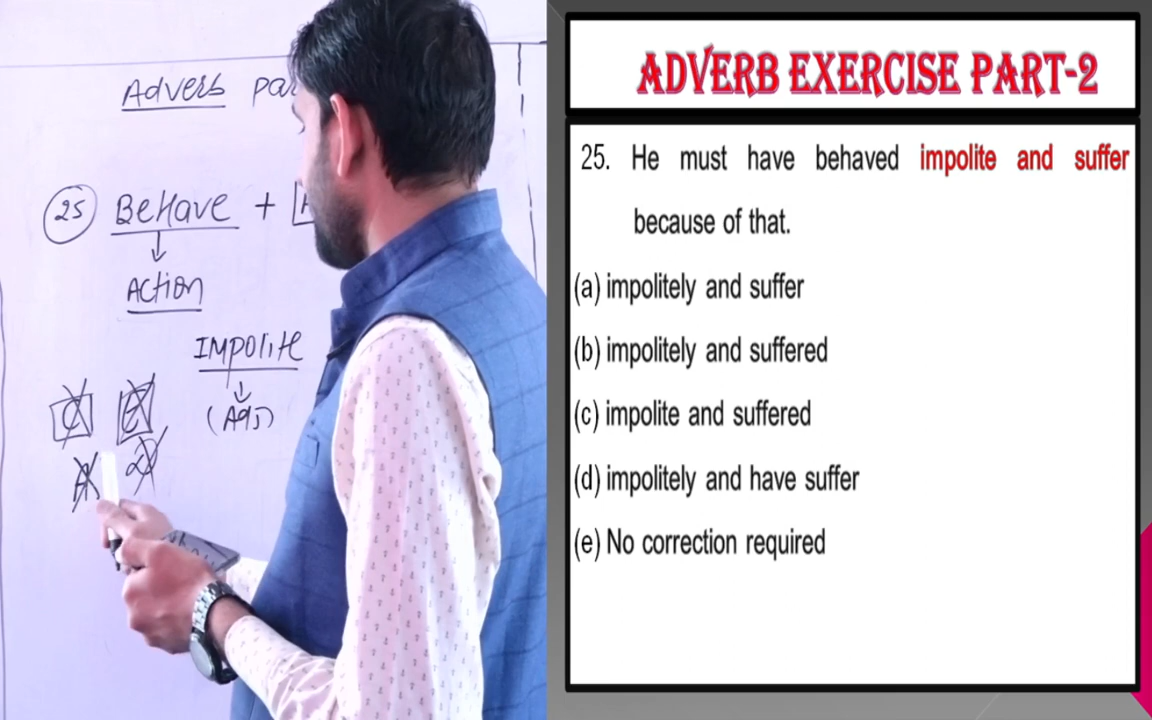 Adverb
25 BeHave +
Action
IMPOLITE
(Adj)
C E
A D
ADVERB EXERCISE PART-2
25. He must have behaved impolite and suffer
because of that.
(a) impolitely and suffer
(b) impolitely and suffered
(c) impolite and suffered
(d) impolitely and have suffer
(e) No correction required